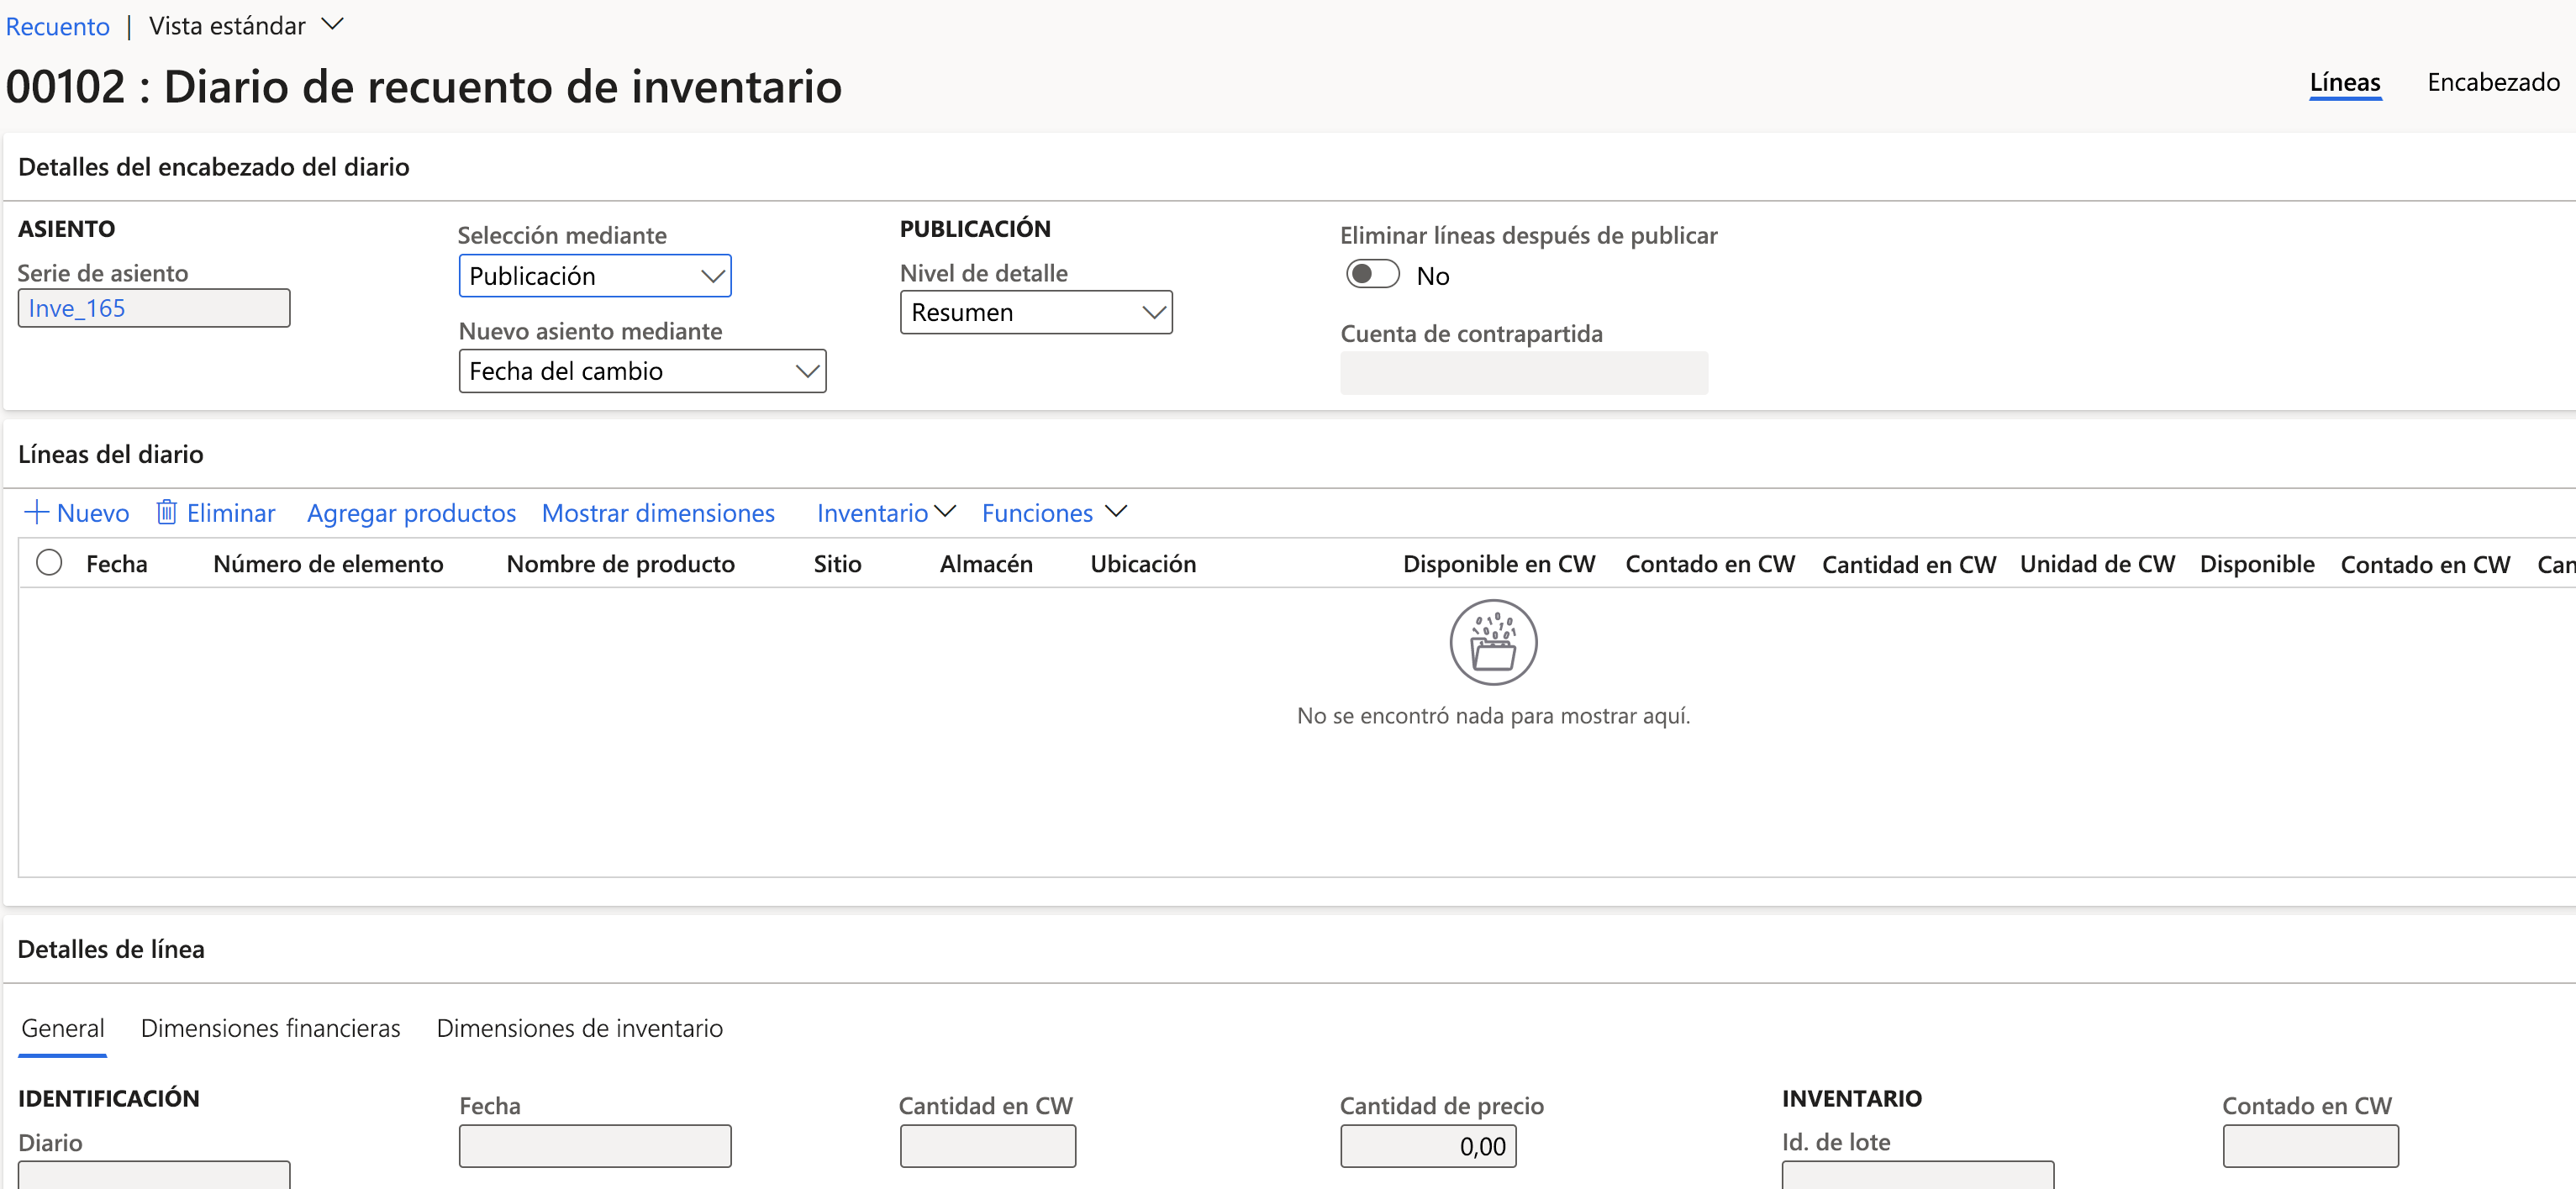 Recuento | Vista estándar
00102 : Diario de recuento de inventario
Líneas Encabezado
Detalles del encabezado del diario
ASIENTO
Serie de asiento
Inve_165
Selección mediante
Publicación
Nuevo asiento mediante
Fecha del cambio
PUBLICACIÓN
Nivel de detalle
Resumen
Eliminar líneas después de publicar
No
Cuenta de contrapartida
Líneas del diario
Nuevo Eliminar Agregar productos Mostrar dimensiones Inventario Funciones
Fecha Número de elemento Nombre de producto Sitio Almacén Ubicación Disponible en CW Contado en CW Cantidad en CW Unidad de CW Disponible Contado en CW Can
No se encontró nada para mostrar aquí.
Detalles de línea
General Dimensiones financieras Dimensiones de inventario
IDENTIFICACIÓN
Diario
Fecha
Cantidad en CW
Cantidad de precio
0,00
INVENTARIO
Id. de lote
Contado en CW